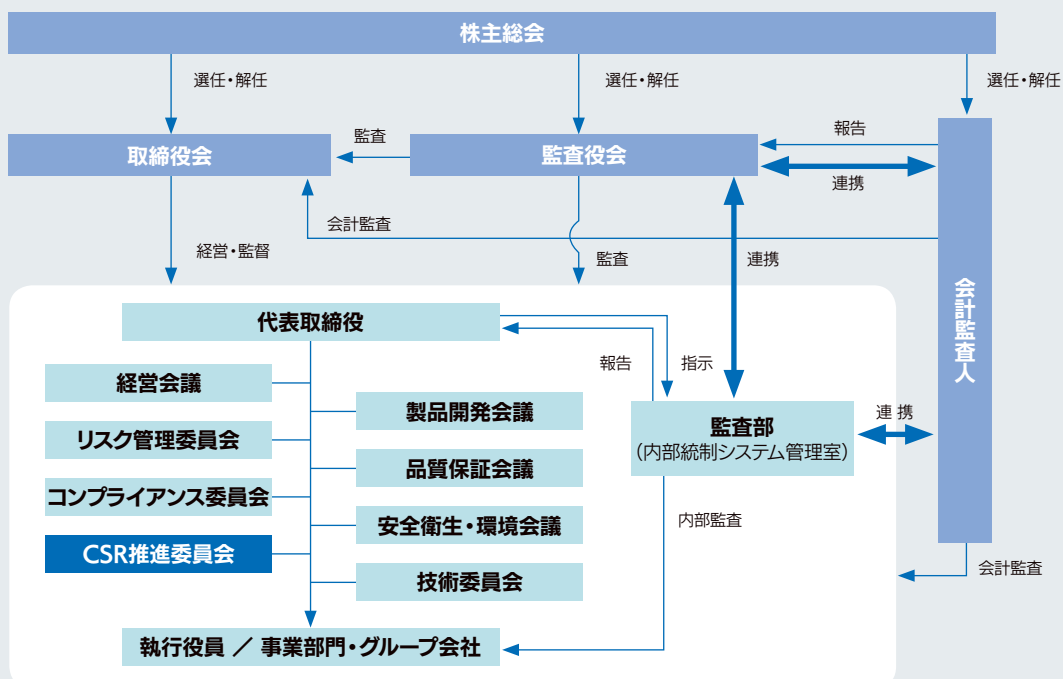 株主総会
選任・解任
選任・解任
選任・解任
取締役会
監査
監査役会
報告
連携
会計監査
経営・監督
監査
連携
会計監査人
代表取締役
報告
指示
経営会議
製品開発会議
リスク管理委員会
監査部
（内部統制システム管理室）
連 携
品質保証会議
コンプライアンス委員会
安全衛生・環境会議
内部監査
CSR推進委員会
技術委員会
会計監査
執行役員 ／ 事業部門・グループ会社